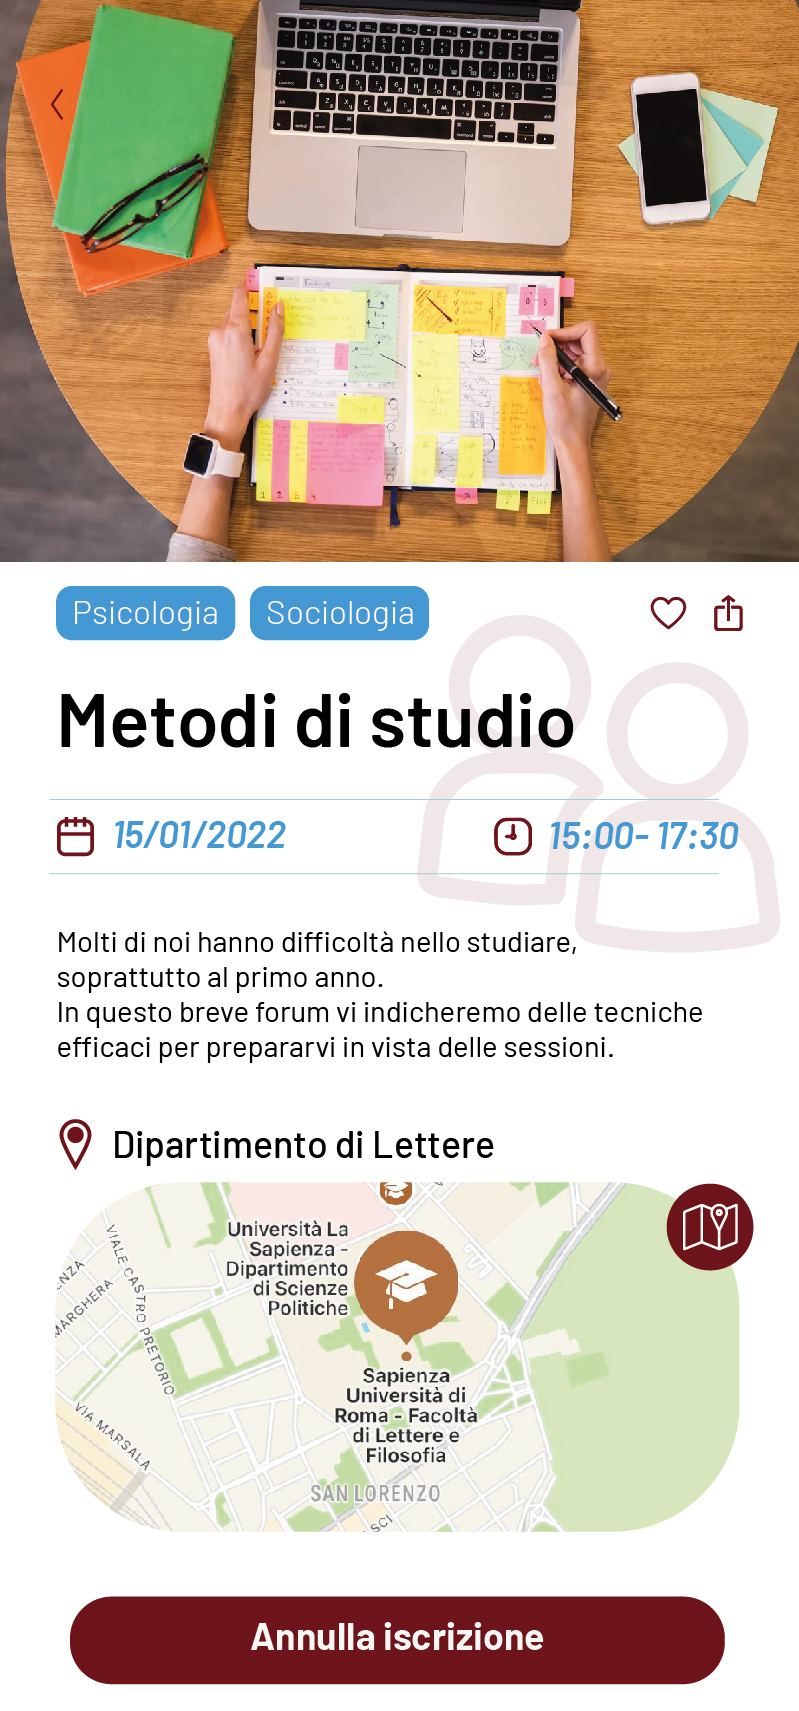 Psicologia
Sociologia
Metodi di studio
15/01/2022
15:00- 17:30
Molti di noi hanno difficoltà nello studiare,
soprattutto al primo anno.
In questo breve forum vi indicheremo delle tecniche
efficaci per prepararvi in vista delle sessioni.
Dipartimento di Lettere
Università La
Sapienza -
Dipartimento
di Scienze
Politiche
VIALE CASTRO PRETORIO
ENZA
MARGHERA
VIA MARSALA
Sapienza
Università di
Roma - Facoltà
di Lettere e
Filosofia
SAN LORENZO
SCI
Annulla iscrizione